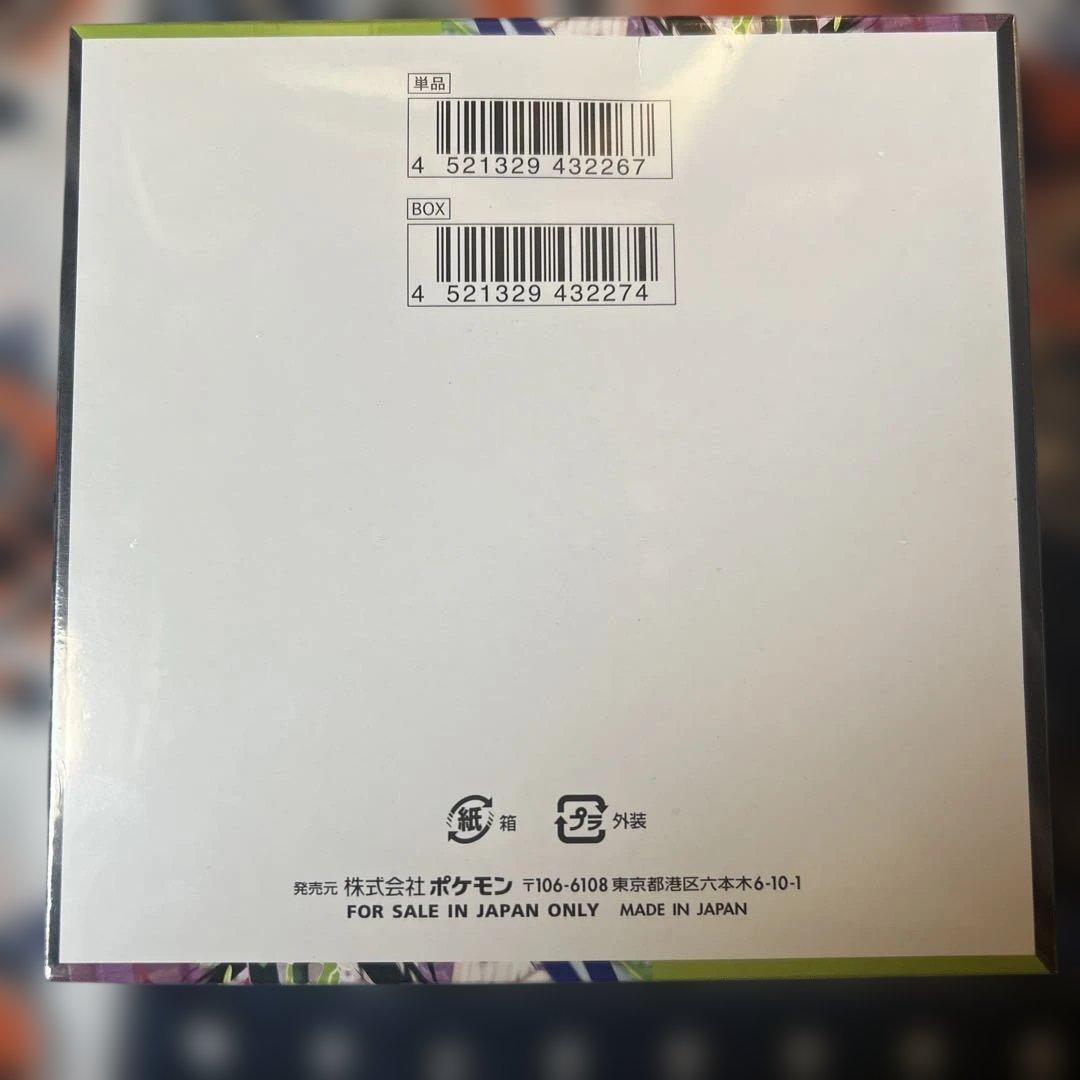 単品
4 521329 432267
BOX
4 521329 432274
紙 箱 プラ 外装
発売元 株式会社 ポケモン 〒106-6108 東京都港区六本木6-10-1
FOR SALE IN JAPAN ONLY MADE IN JAPAN